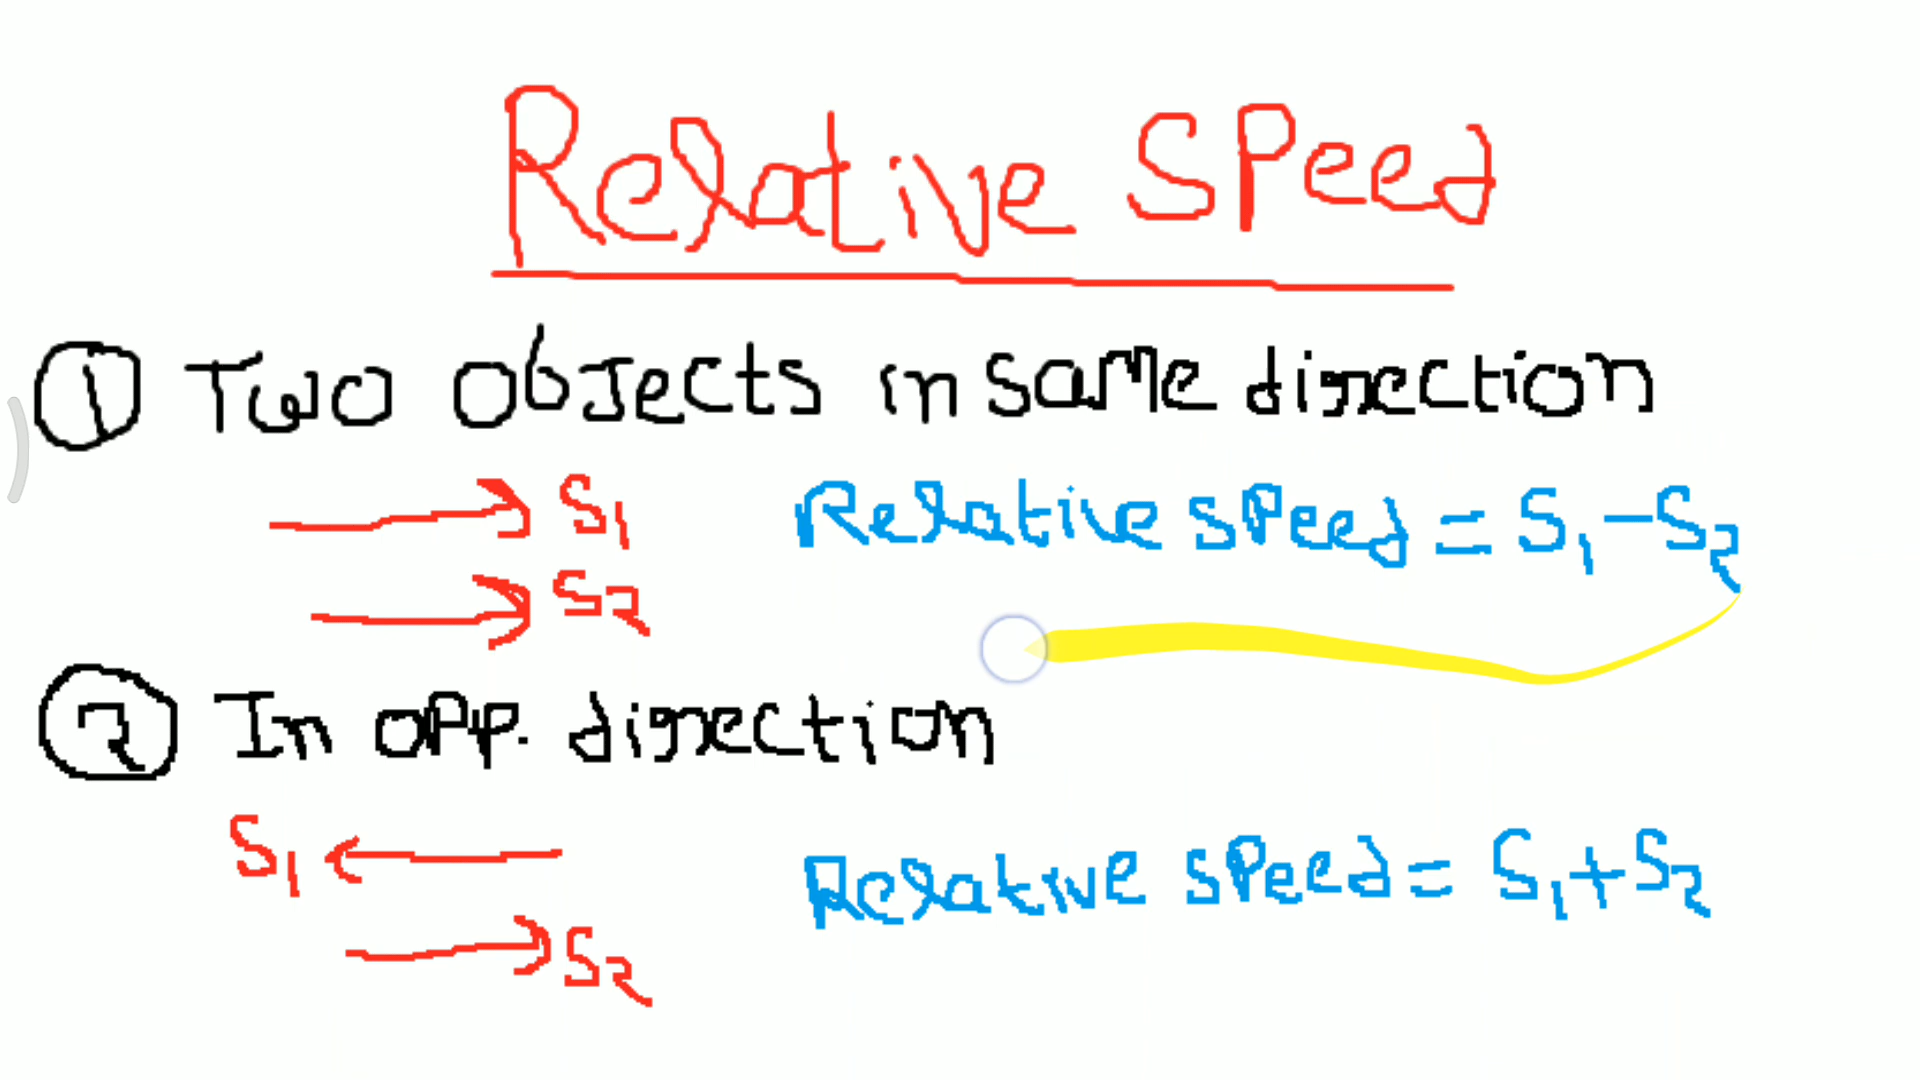 Relative Speed
① Two objects in same direction
S1 Relative speed = S1 - S2
S2
② In opp. direction
S1 Relative speed = S1 + S2
S2